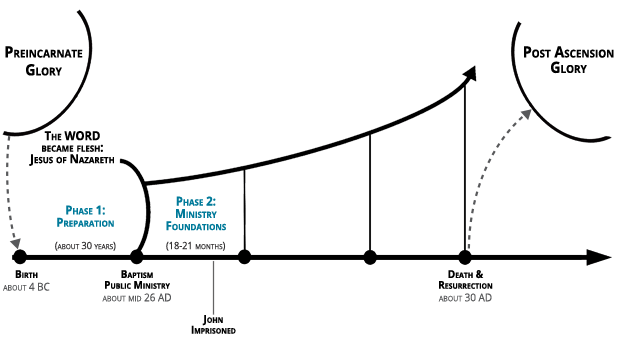 Preincarnate
Glory
Post Ascension
Glory
The WORD
became flesh:
Jesus of Nazareth
Phase 1:
Preparation
(about 30 years)
Phase 2:
Ministry
Foundations
(18-21 months)
Birth
about 4 BC
Baptism
Public Ministry
about mid 26 AD
Death &
Resurrection
about 30 AD
John
Imprisoned